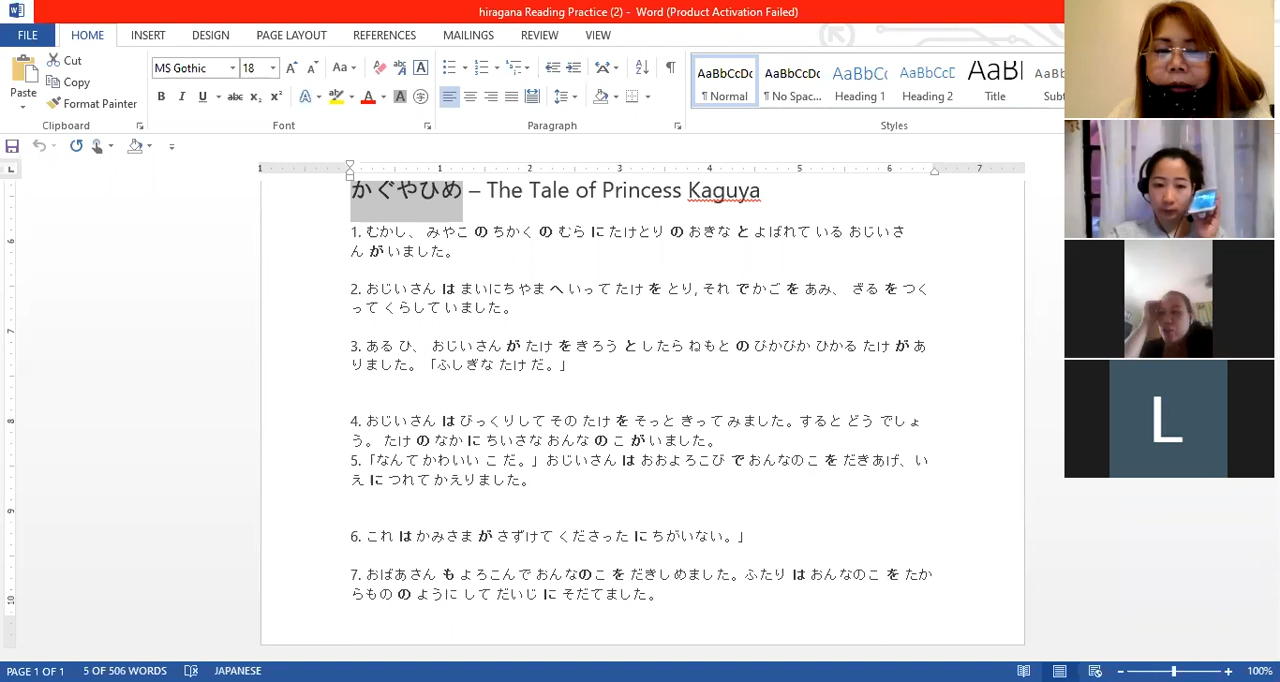 hiragana Reading Practice (2) - Word (Product Activation Failed)
FILE HOME INSERT DESIGN PAGE LAYOUT REFERENCES MAILINGS REVIEW VIEW
Cut
Copy
Format Painter
Paste
Clipboard
MS Gothic 18
Font
Paragraph
AaBbCcDc AaBbCcDc AaBbCc AaBbCcDc AaBl AaBb
¶ Normal ¶ No Spac... Heading 1 Heading 2 Title Subt
Styles
1 1 2 3 4 5 6 7
かぐやひめ – The Tale of Princess Kaguya
1. むかし、 みやこ の ちかく の むら に たけとり の おきな と よばれて いる おじいさ
ん が いました。
2. おじいさん は まいにちやま へ いって たけ を とり, それ で かご を あみ、 ざる を つく
って くらして いました。
3. ある ひ、 おじいさん が たけ を きろう と したら ねもと の ぴかぴか ひかる たけ が あ
りました。「ふしぎな たけ だ。」
4. おじいさん は びっくりして その たけ を そっと きって みました。すると どう でしょ
う。 たけ の なか に ちいさな おんな の こ が いました。
5.「なんて かわいい こ だ。」おじいさん は おおよろこび で おんなのこ を だきあげ、い
え に つれて かえりました。
6. これ は かみさま が さずけて くださった に ちがいない。」
7. おばあさん も よろこんで おんなのこ を だきしめました。ふたり は おんなのこ を たか
らもの の ように して だいじ に そだてました。
6
7
8
9
10
L
PAGE 1 OF 1 5 OF 506 WORDS JAPANESE
100%